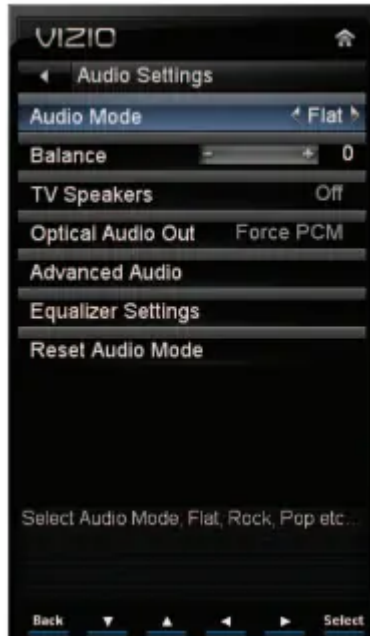 VIZIO
Audio Settings
Audio Mode Flat
Balance - + 0
TV Speakers Off
Optical Audio Out Force PCM
Advanced Audio
Equalizer Settings
Reset Audio Mode
Select Audio Mode, Flat, Rock, Pop etc...
Back Select